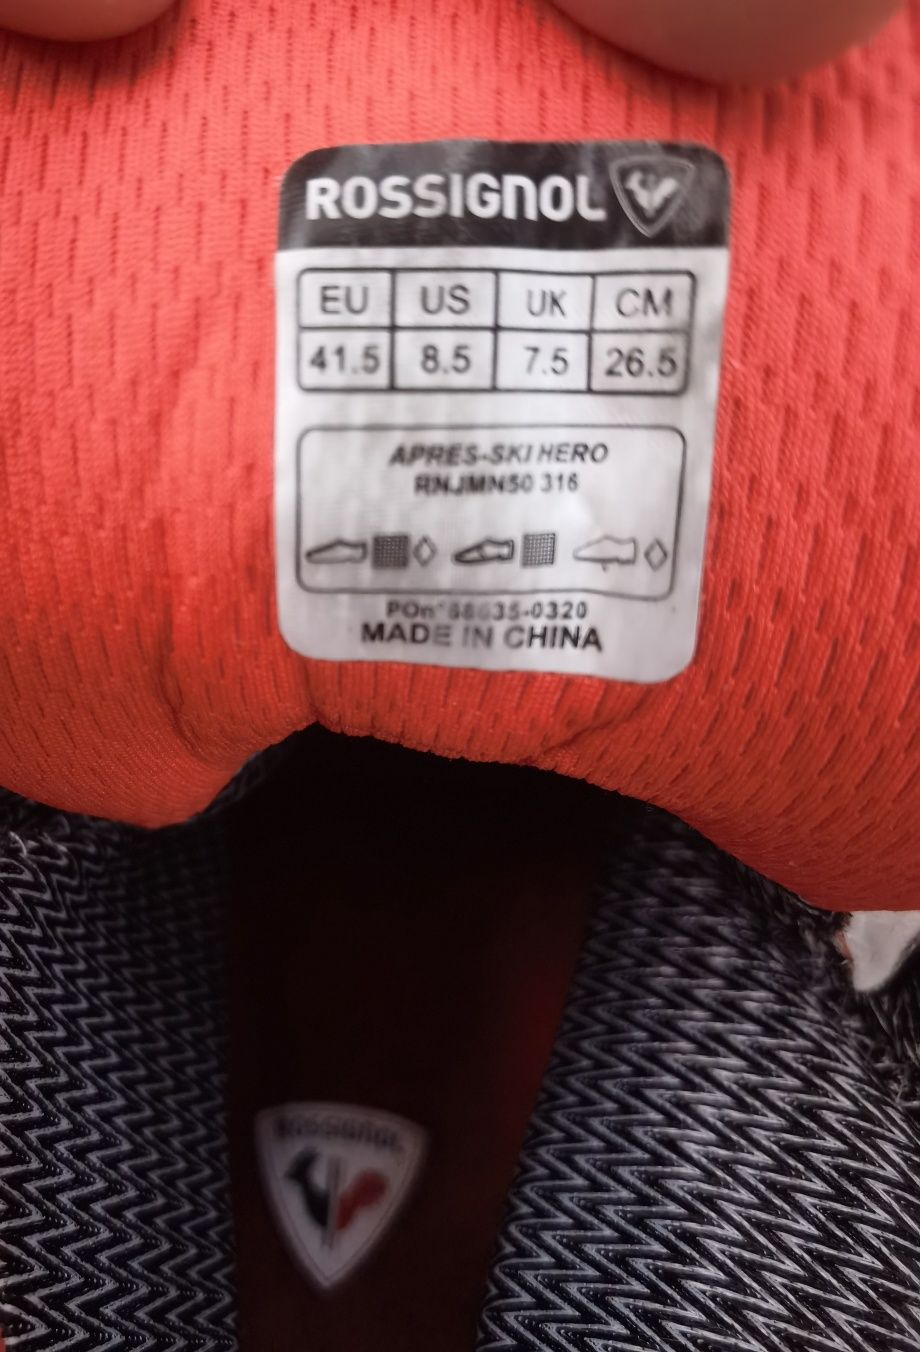 ROSSIGNOL
EU US UK CM
41.5 8.5 7.5 26.5
APRES-SKI HERO
RNJMN50 316
MADE IN CHINA
ROSSIGNOL